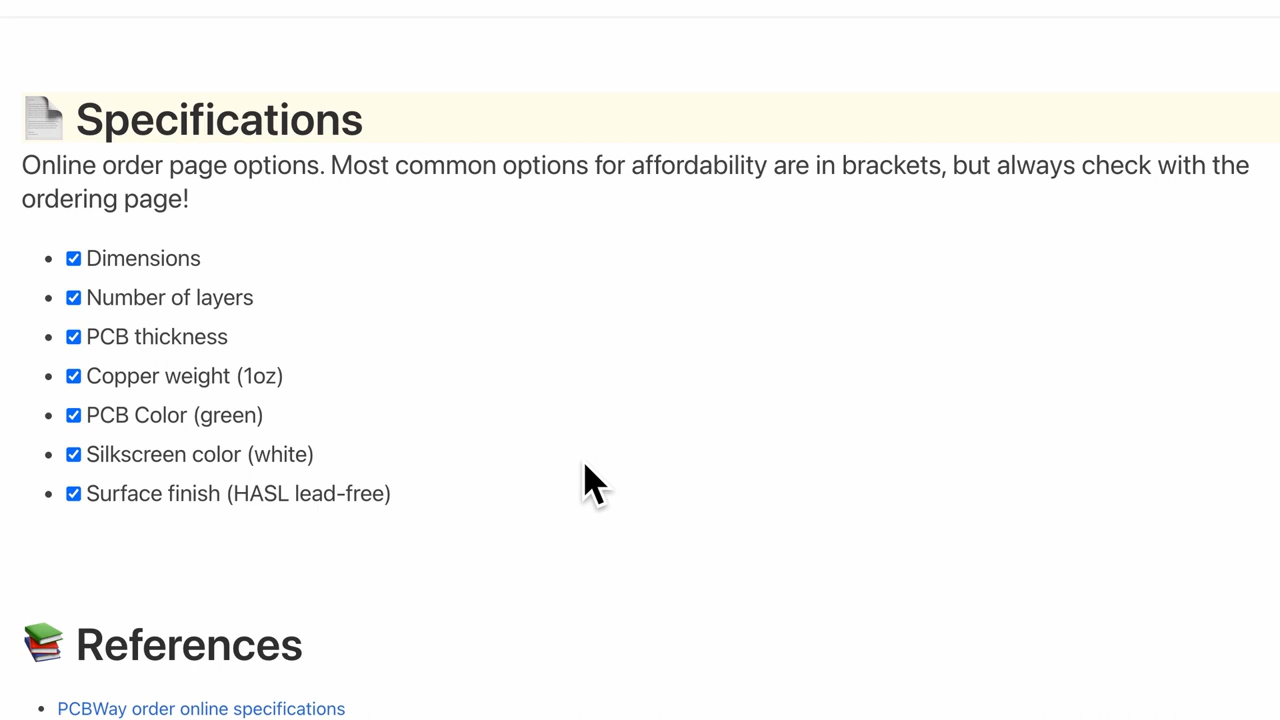 Specifications
Online order page options. Most common options for affordability are in brackets, but always check with the
ordering page!
Dimensions
Number of layers
PCB thickness
Copper weight (1oz)
PCB Color (green)
Silkscreen color (white)
Surface finish (HASL lead-free)
References
PCBWay order online specifications